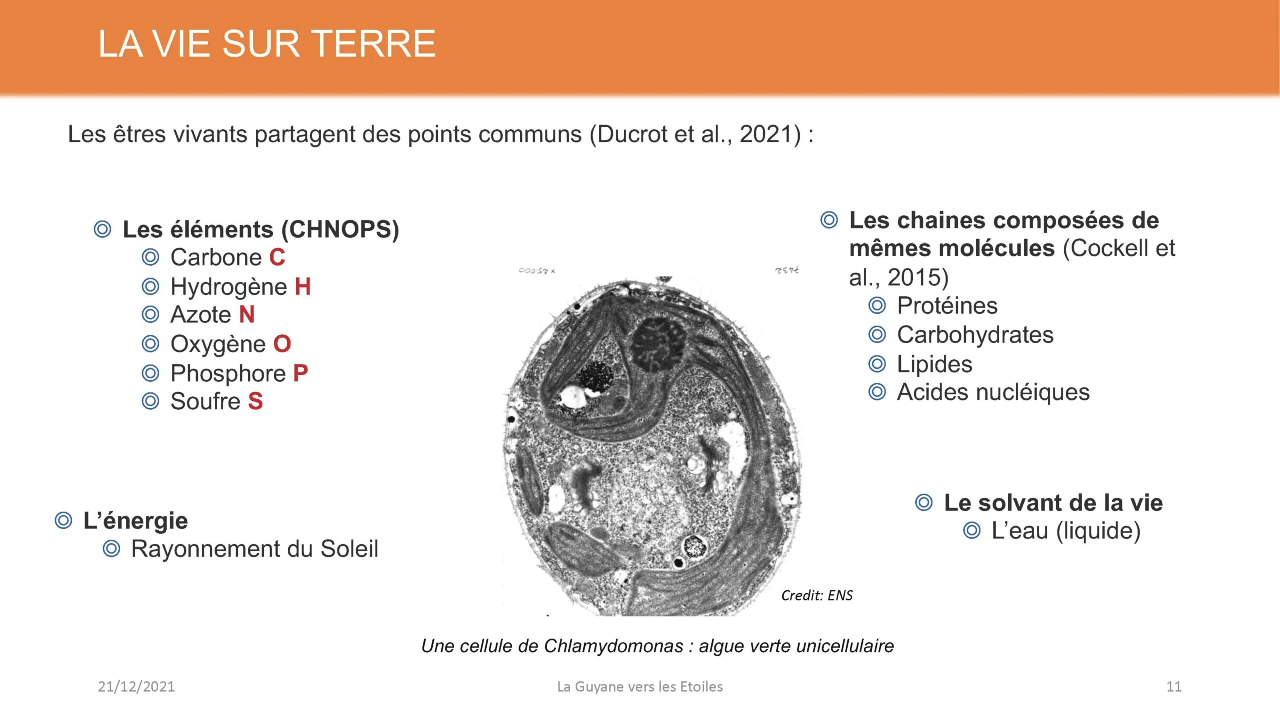 LA VIE SUR TERRE
Les êtres vivants partagent des points communs (Ducrot et al., 2021) :
Les éléments (CHNOPS)
Carbone C
Hydrogène H
Azote N
Oxygène O
Phosphore P
Soufre S
L’énergie
Rayonnement du Soleil
Les chaines composées de
mêmes molécules (Cockell et
al., 2015)
Protéines
Carbohydrates
Lipides
Acides nucléiques
Le solvant de la vie
L’eau (liquide)
Credit: ENS
Une cellule de Chlamydomonas : algue verte unicellulaire
21/12/2021
La Guyane vers les Etoiles
11